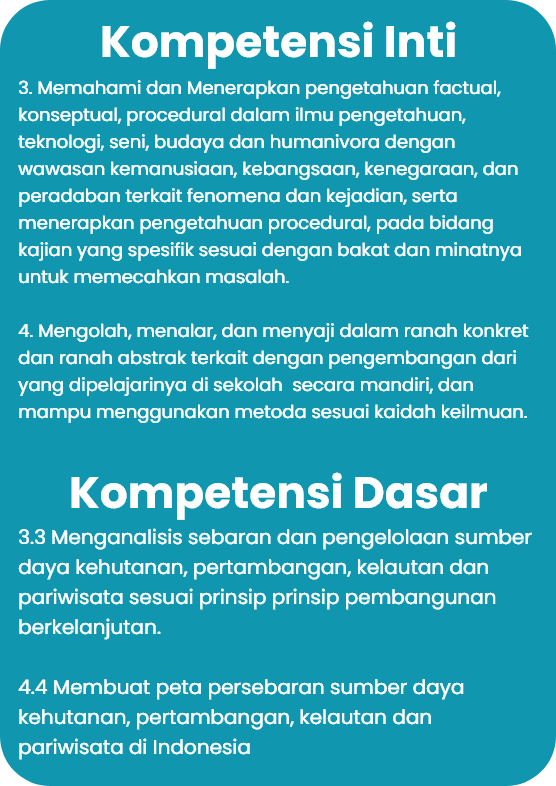 Kompetensi Inti
3. Memahami dan Menerapkan pengetahuan factual,
konseptual, procedural dalam ilmu pengetahuan,
teknologi, seni, budaya dan humanivora dengan
wawasan kemanusiaan, kebangsaan, kenegaraan, dan
peradaban terkait fenomena dan kejadian, serta
menerapkan pengetahuan procedural, pada bidang
kajian yang spesifik sesuai dengan bakat dan minatnya
untuk memecahkan masalah.
4. Mengolah, menalar, dan menyaji dalam ranah konkret
dan ranah abstrak terkait dengan pengembangan dari
yang dipelajarinya di sekolah  secara mandiri, dan
mampu menggunakan metoda sesuai kaidah keilmuan.
Kompetensi Dasar
3.3 Menganalisis sebaran dan pengelolaan sumber
daya kehutanan, pertambangan, kelautan dan
pariwisata sesuai prinsip prinsip pembangunan
berkelanjutan.
4.4 Membuat peta persebaran sumber daya
kehutanan, pertambangan, kelautan dan
pariwisata di Indonesia